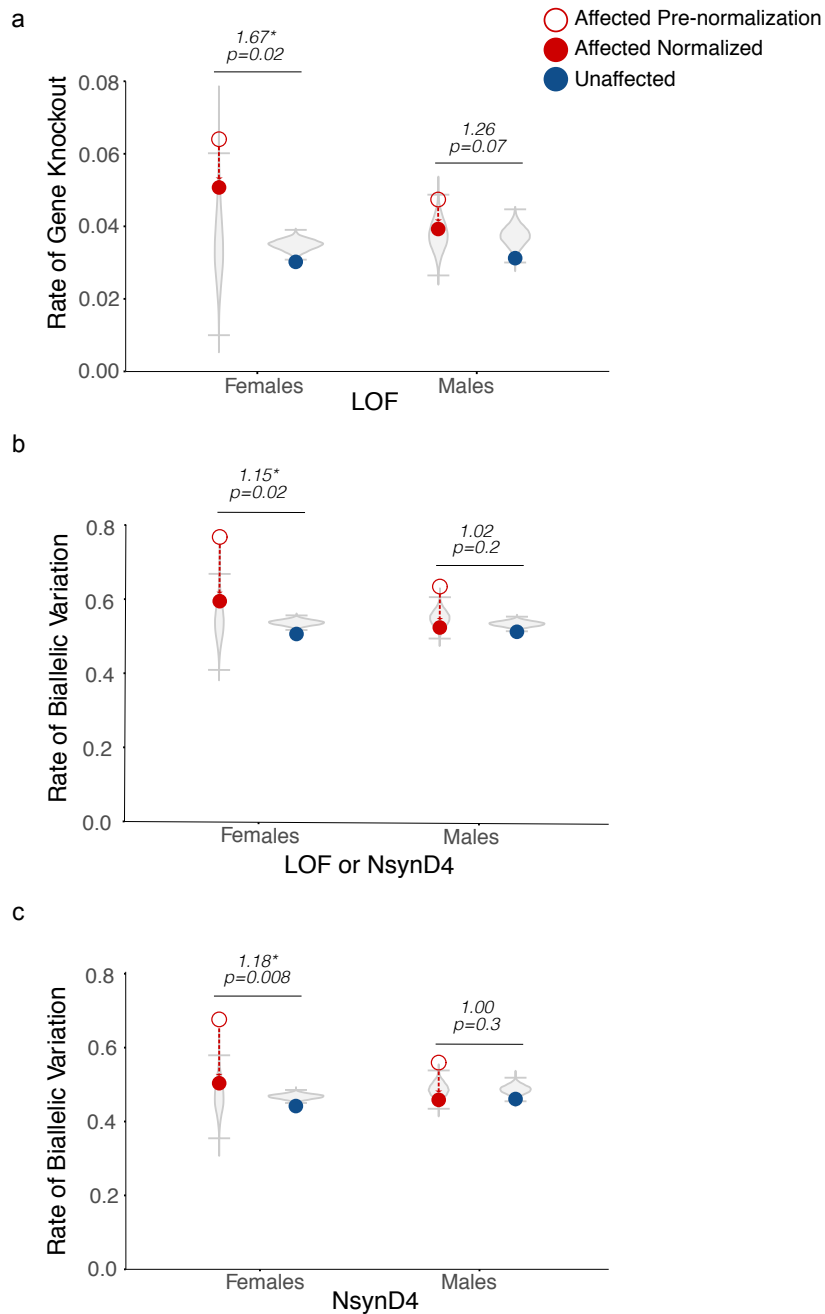 a
Affected Pre-normalization
Affected Normalized
Unaffected
1.67*
p=0.02
1.26
p=0.07
Rate of Gene Knockout
0.08
0.06
0.04
0.02
0.00
Females
Males
LOF
b
1.15*
p=0.02
1.02
p=0.2
Rate of Biallelic Variation
0.8
0.6
0.4
0.2
0.0
Females
Males
LOF or NsynD4
c
1.18*
p=0.008
1.00
p=0.3
Rate of Biallelic Variation
0.8
0.6
0.4
0.2
0.0
Females
Males
NsynD4